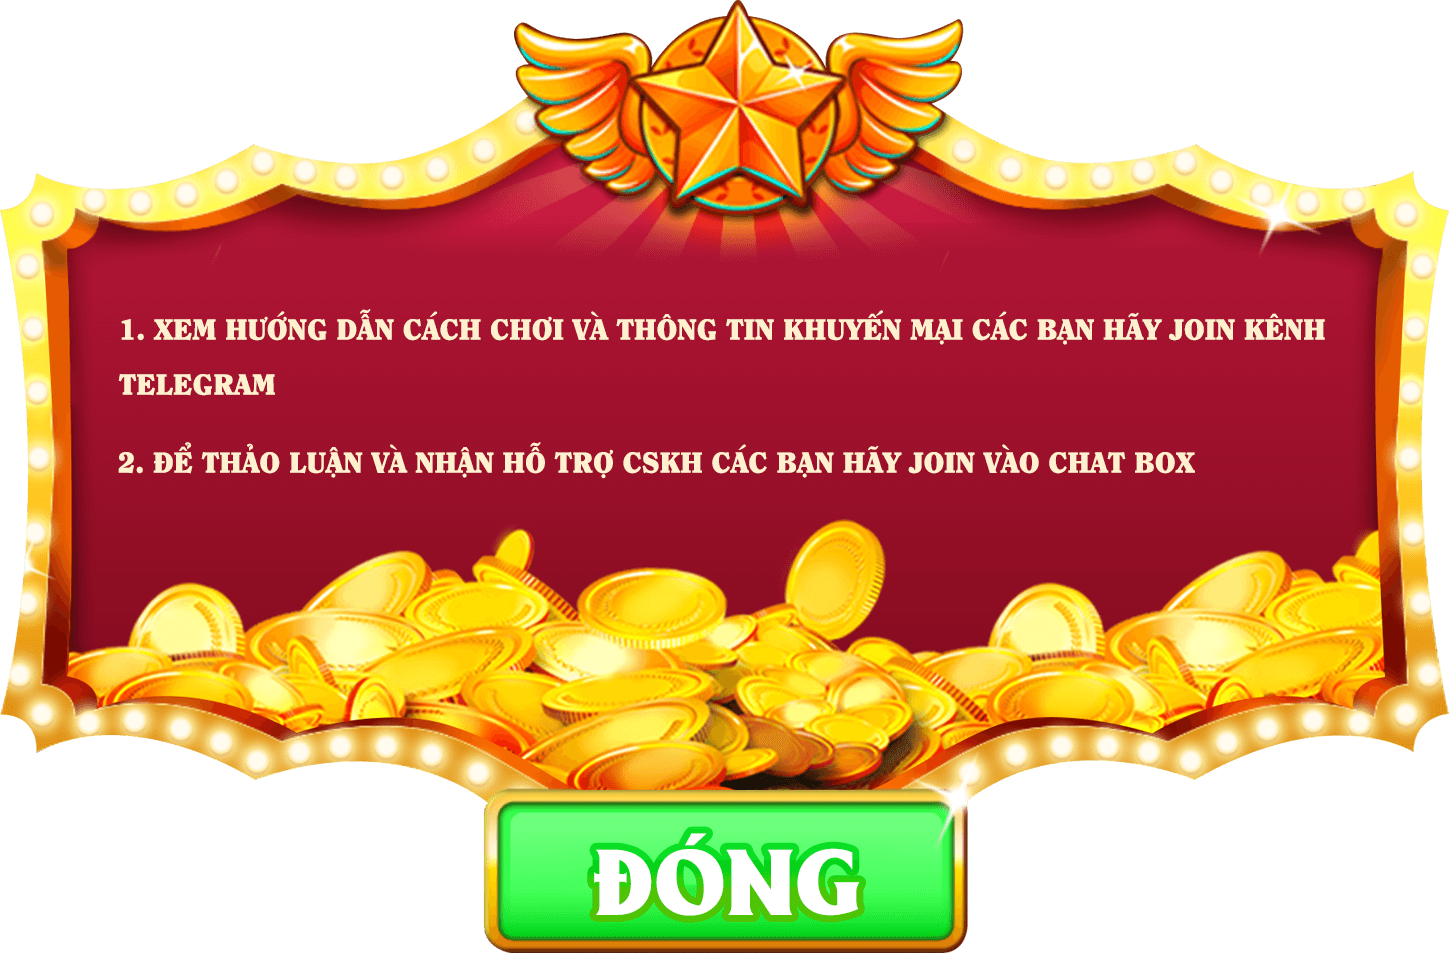 1. XEM HƯỚNG DẪN CÁCH CHƠI VÀ THÔNG TIN KHUYẾN MẠI CÁC BẠN HÃY JOIN KÊNH
TELEGRAM
2. ĐỂ THẢO LUẬN VÀ NHẬN HỖ TRỢ CSKH CÁC BẠN HÃY JOIN VÀO CHAT BOX
ĐÓNG